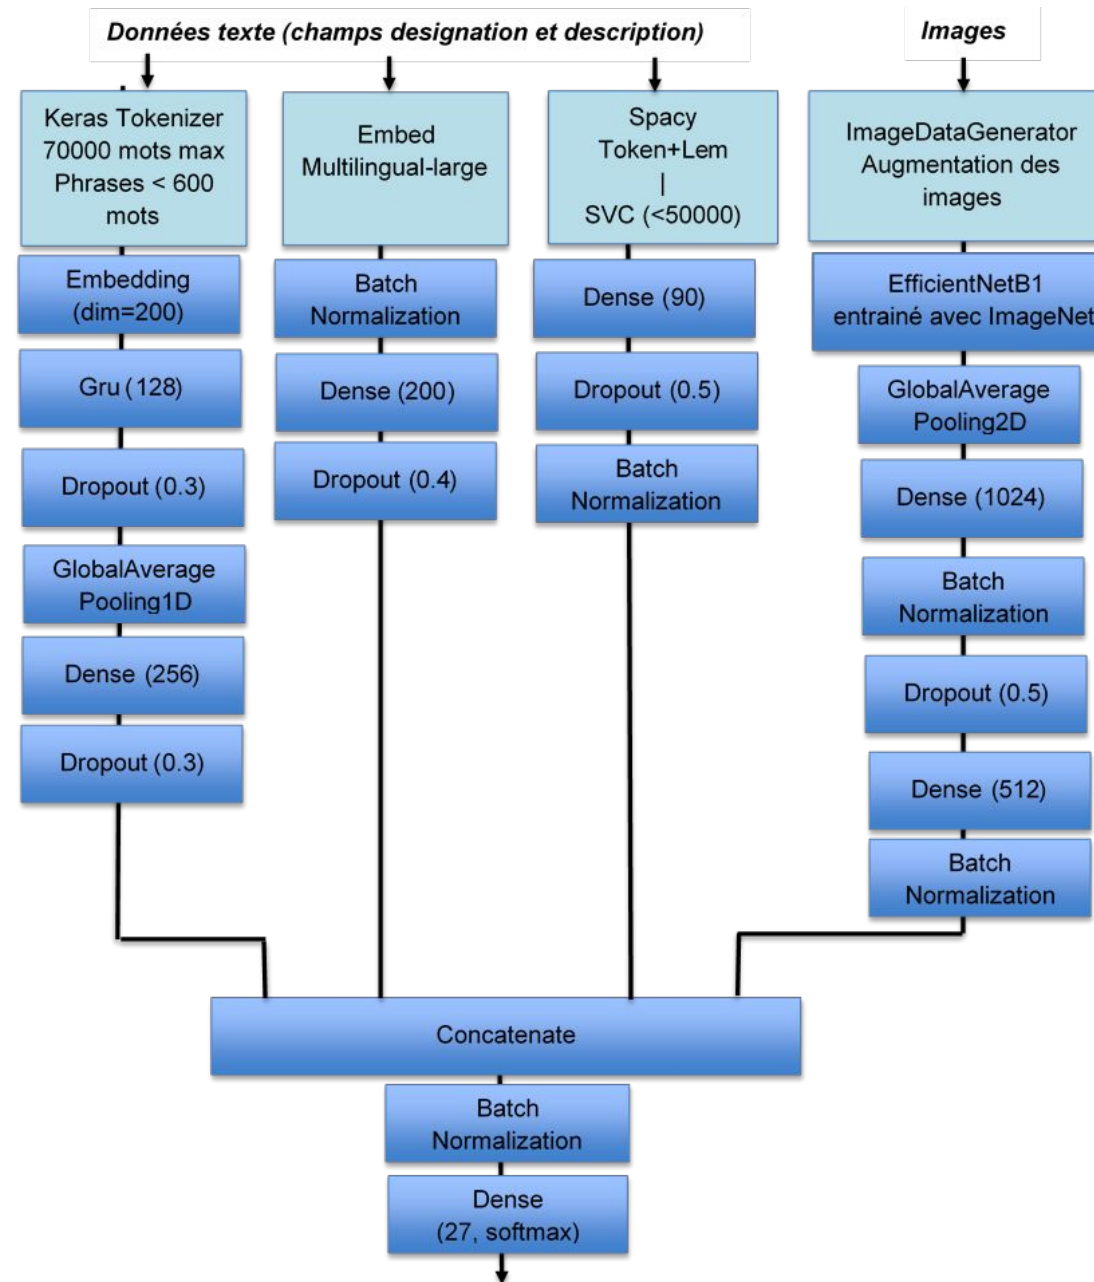 Données texte (champs designation et description)
Images
Keras Tokenizer
70000 mots max
Phrases < 600
mots
Embedding
(dim=200)
Gru (128)
Dropout (0.3)
GlobalAverage
Pooling1D
Dense (256)
Dropout (0.3)
Embed
Multilingual-large
Batch
Normalization
Dense (200)
Dropout (0.4)
Spacy
Token+Lem
|
SVC (<50000)
Dense (90)
Dropout (0.5)
Batch
Normalization
ImageDataGenerator
Augmentation des
images
EfficientNetB1
entrainé avec ImageNet
GlobalAverage
Pooling2D
Dense (1024)
Batch
Normalization
Dropout (0.5)
Dense (512)
Batch
Normalization
Concatenate
Batch
Normalization
Dense
(27, softmax)